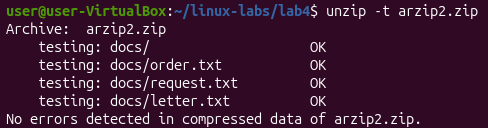 user@user-VirtualBox:~/linux-labs/lab4$ unzip -t arzip2.zip
Archive:  arzip2.zip
    testing: docs/                    OK
    testing: docs/order.txt           OK
    testing: docs/request.txt         OK
    testing: docs/letter.txt          OK
No errors detected in compressed data of arzip2.zip.